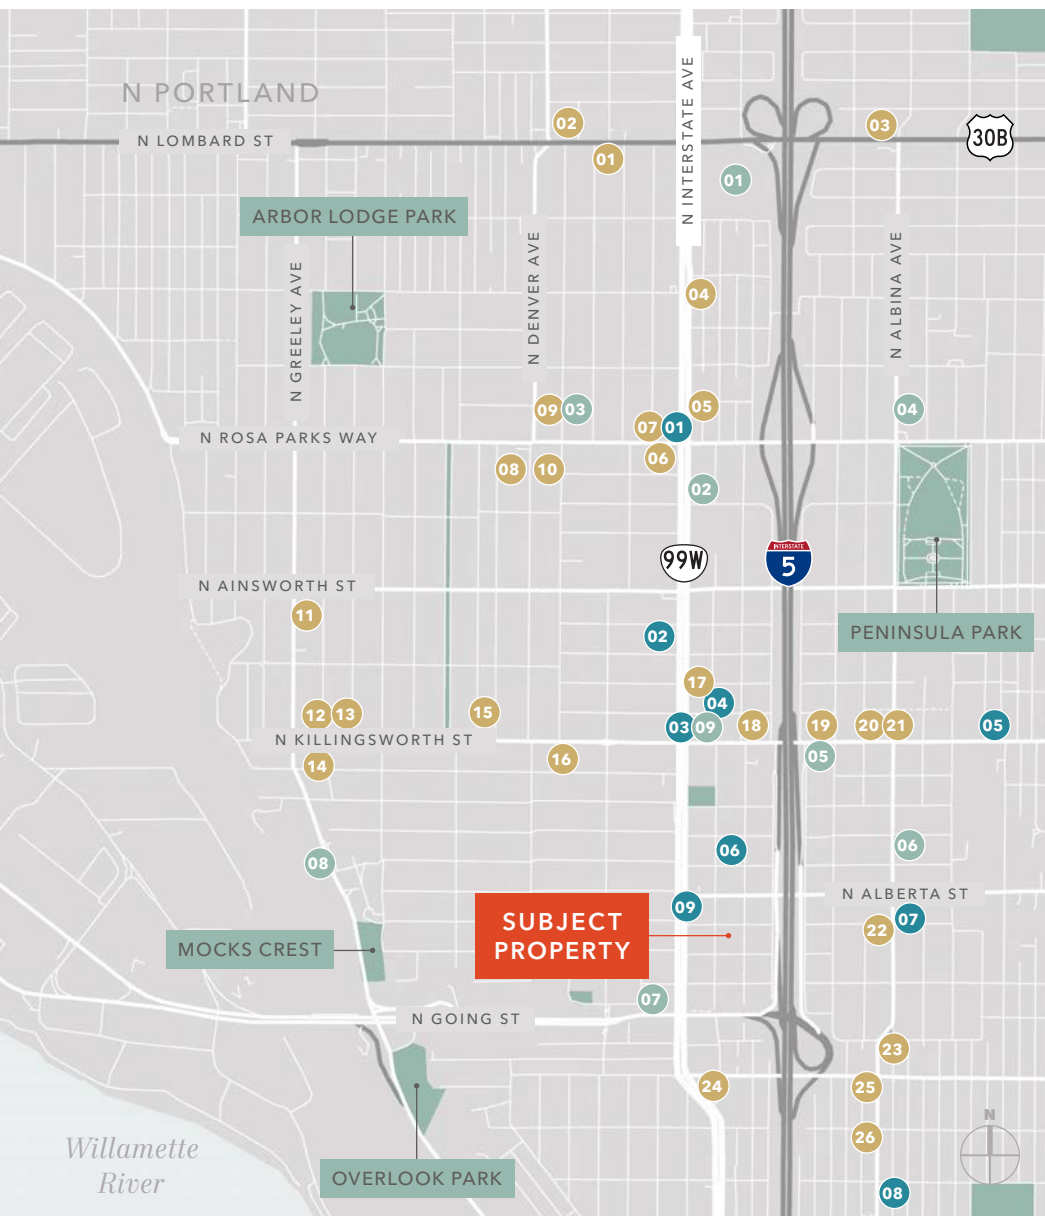 N PORTLAND
02
N LOMBARD ST
01
N INTERSTATE AVE
03
30B
01
ARBOR LODGE PARK
N GREELEY AVE
N DENVER AVE
N ALBINA AVE
04
09
03
05
04
07
01
N ROSA PARKS WAY
06
08
10
02
99W
INTERSTATE
5
N AINSWORTH ST
11
02
PENINSULA PARK
17
04
12
13
15
03
09
18
19
20
21
05
N KILLINGSWORTH ST
14
16
05
08
06
06
N ALBERTA ST
09
07
22
SUBJECT
PROPERTY
MOCKS CREST
07
N GOING ST
23
24
25
N
26
Willamette
River
OVERLOOK PARK
08